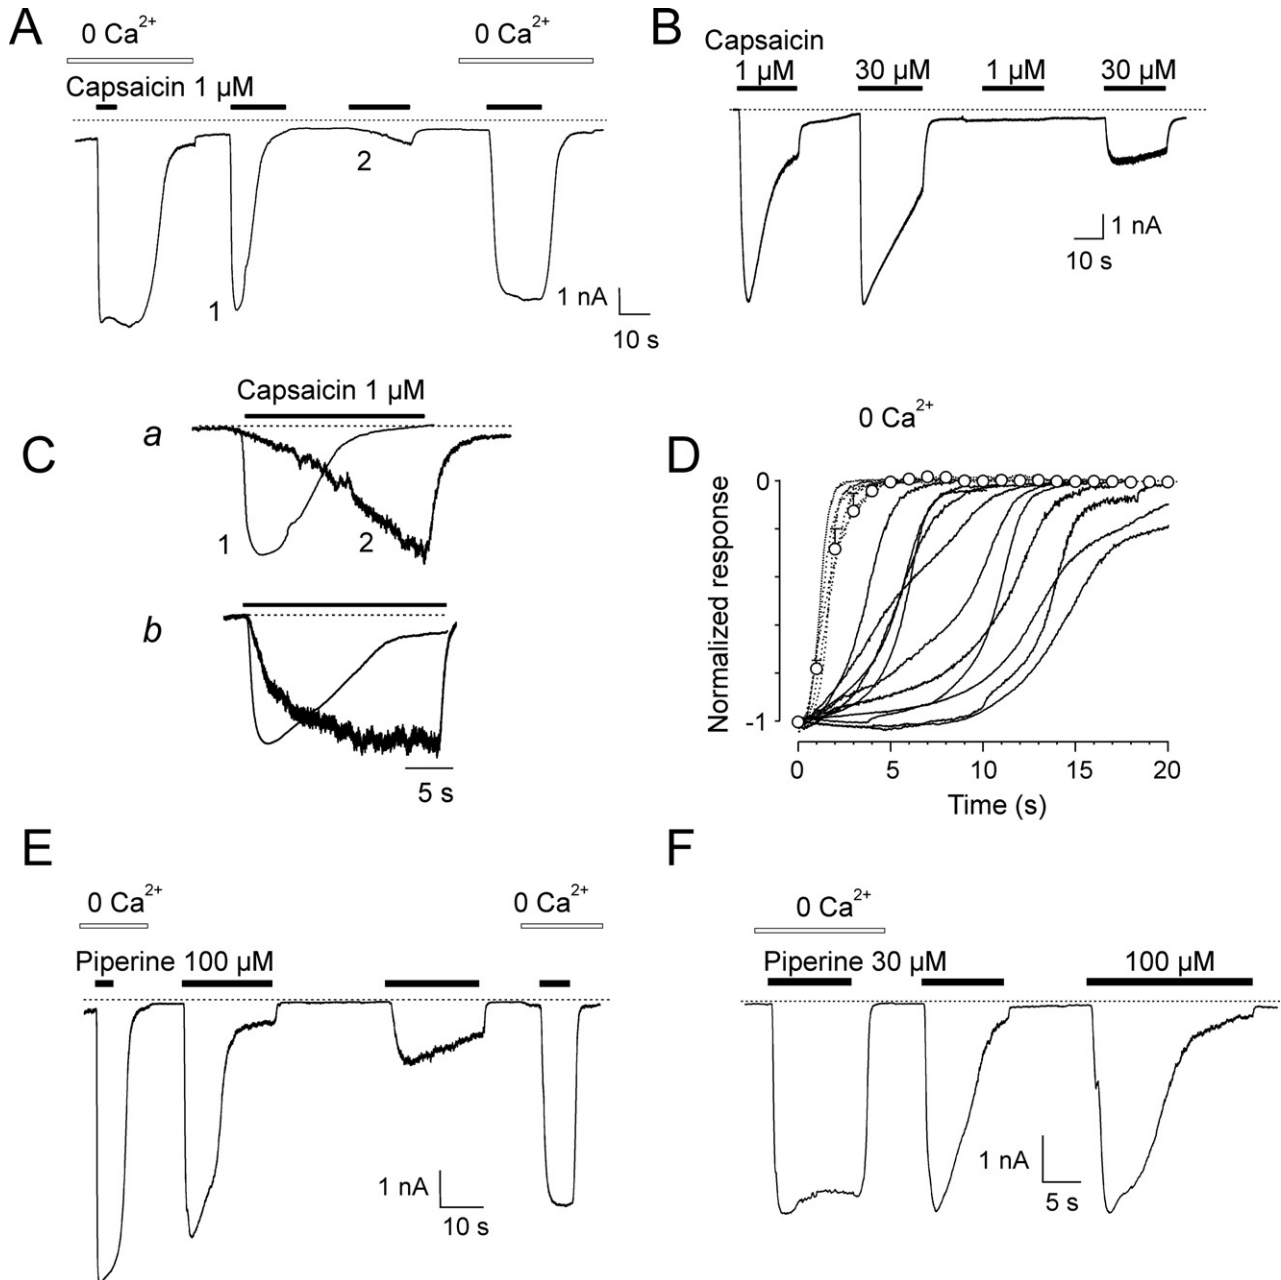 A
0 Ca²⁺
0 Ca²⁺
Capsaicin 1 µM
2
1
1 nA
10 s
B
Capsaicin
1 µM 30 µM 1 µM 30 µM
1 nA
10 s
C
Capsaicin 1 µM
a
1
2
b
5 s
D
0 Ca²⁺
Normalized response
0
-1
0 5 10 15 20
Time (s)
E
0 Ca²⁺
0 Ca²⁺
Piperine 100 µM
1 nA
10 s
F
0 Ca²⁺
Piperine 30 µM 100 µM
1 nA
5 s